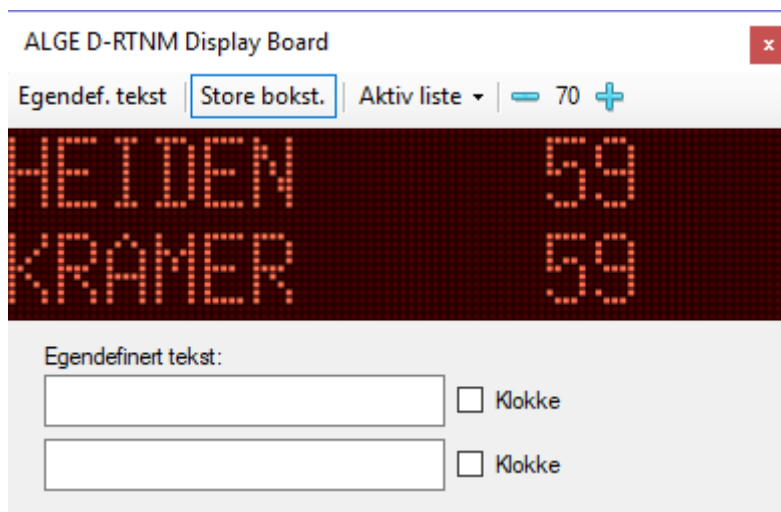 ALGE D-RTNM Display Board
x
Egendef. tekst Store bokst. Aktiv liste 70
HEIDEN 59
KRAMER 59
Egendefinert tekst:
Klokke
Klokke